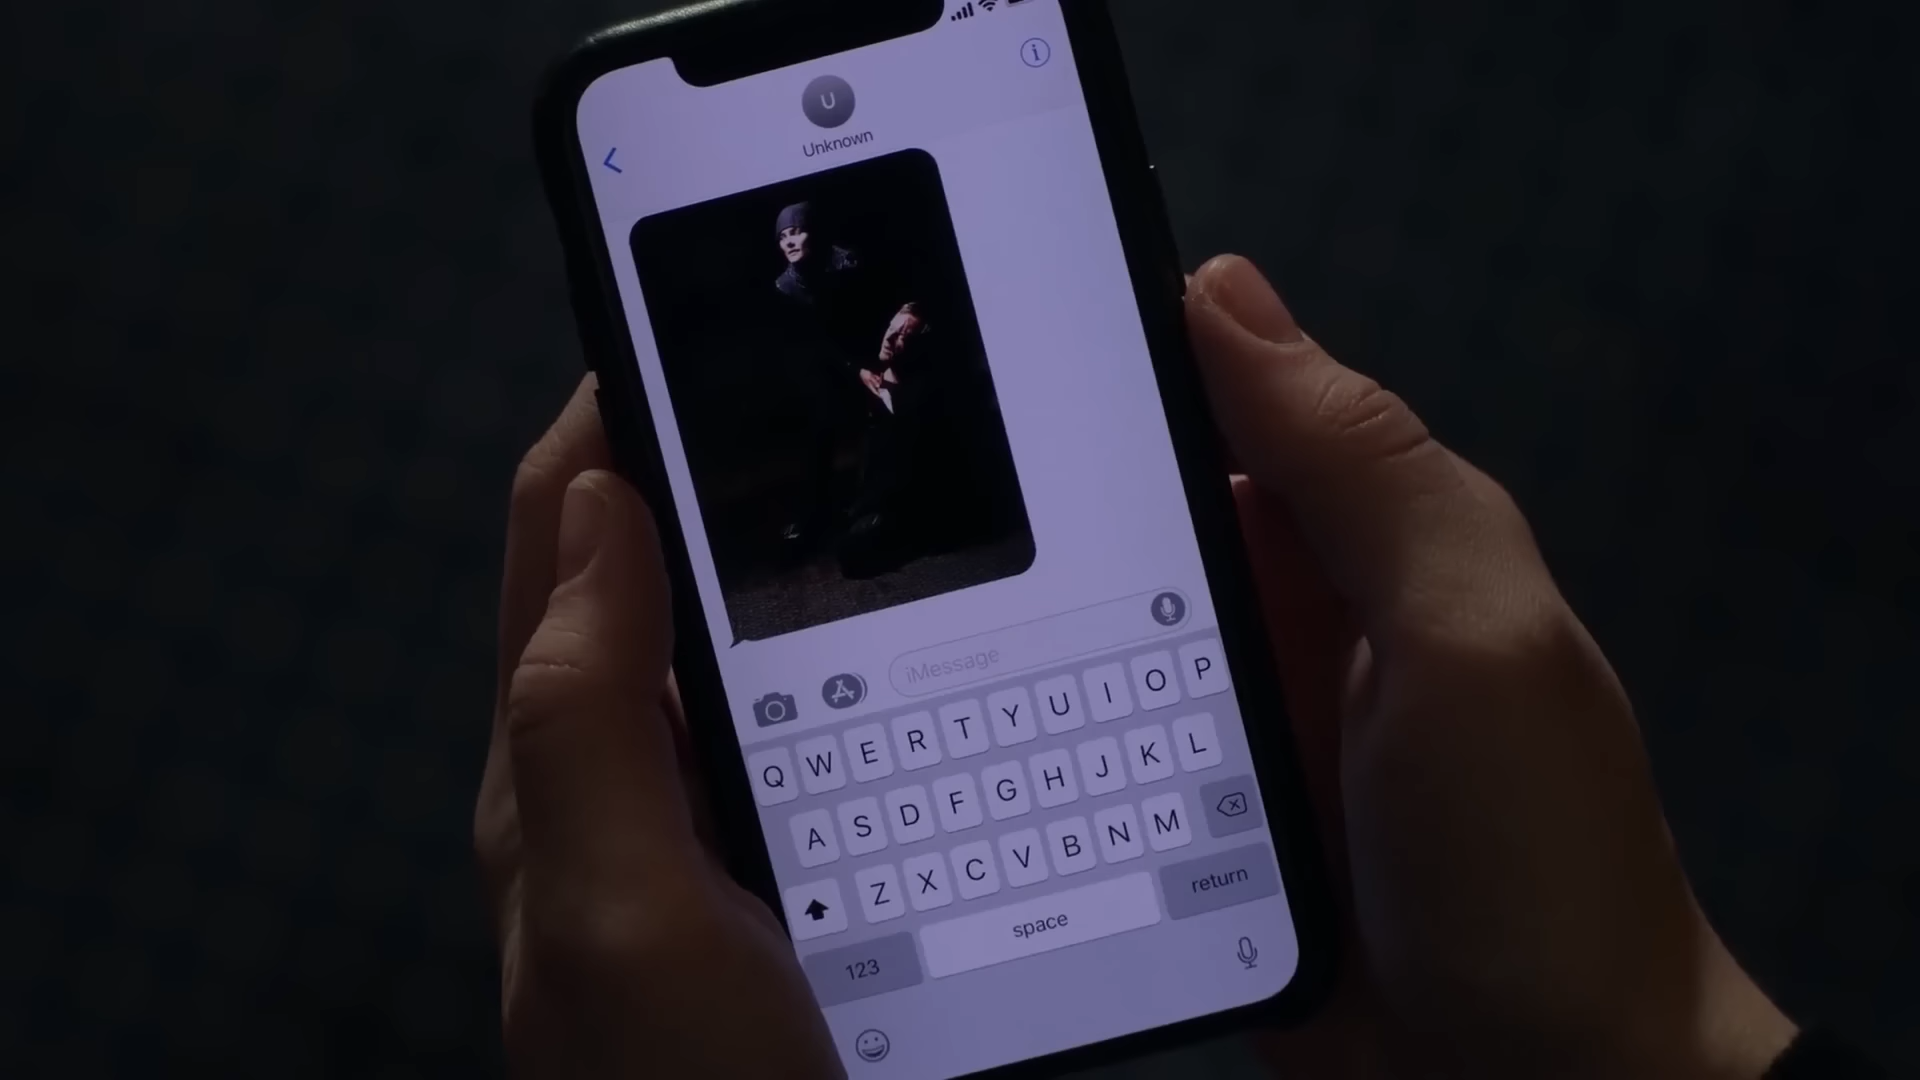 U
Unknown
iMessage
Q W E R T Y U I O P
A S D F G H J K L
Z X C V B N M
123 space return